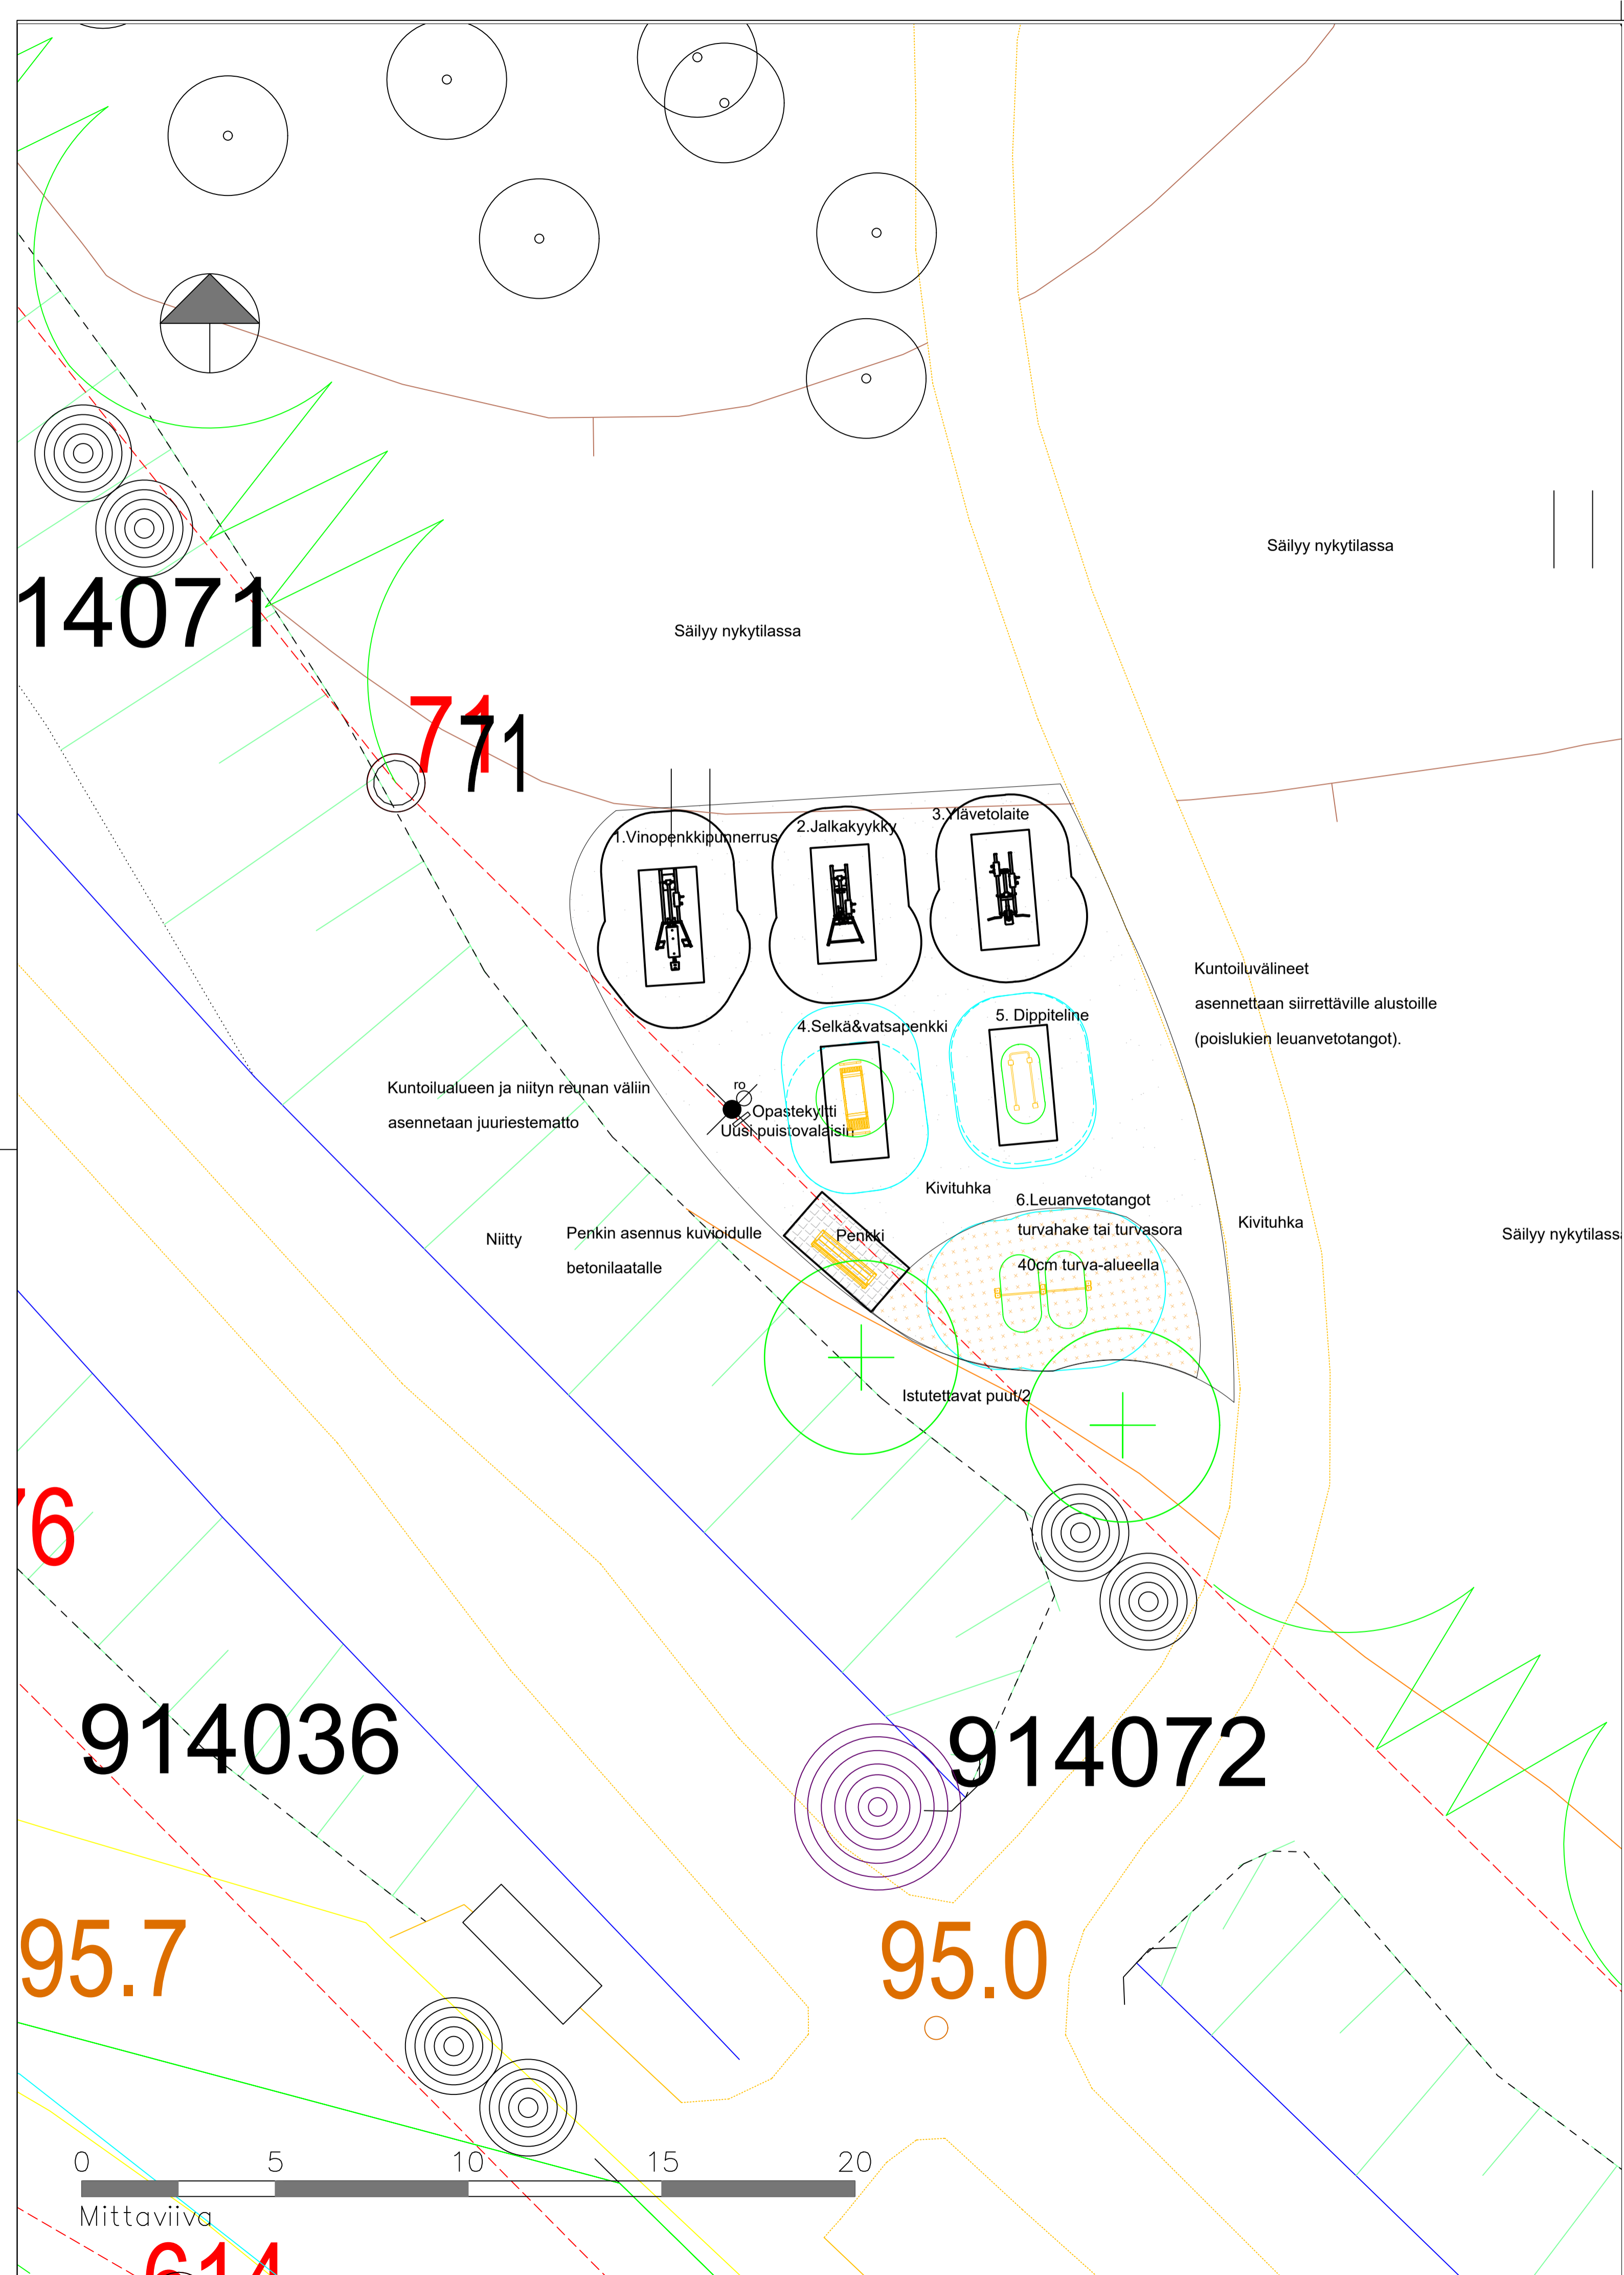 Säilyy nykytilassa
14071
Säilyy nykytilassa
71
71
3.Ylävetolaite
2.Jalkakyykky
1.Vinopenkkipunnerrus
Kuntoiluvälineet
asennettaan siirrettäville alustoille
(poislukien leuanvetotangot).
5. Dippiteline
4.Selkä&vatsapenkki
Kuntoilualueen ja niityn reunan väliin
asennetaan juuriestematto
ro
Opastekyltti
Uusi puistovalaisin
Kivituhka
6.Leuanvetotangot
turvahake tai turvasora
40cm turva-alueella
Kivituhka
Säilyy nykytilassa
Niitty
Penkin asennus kuvioidulle
betonilaatalle
Penkki
Istutettavat puut/2
76
914036
914072
95.7
95.0
0 5 10 15 20
Mittaviiva
614